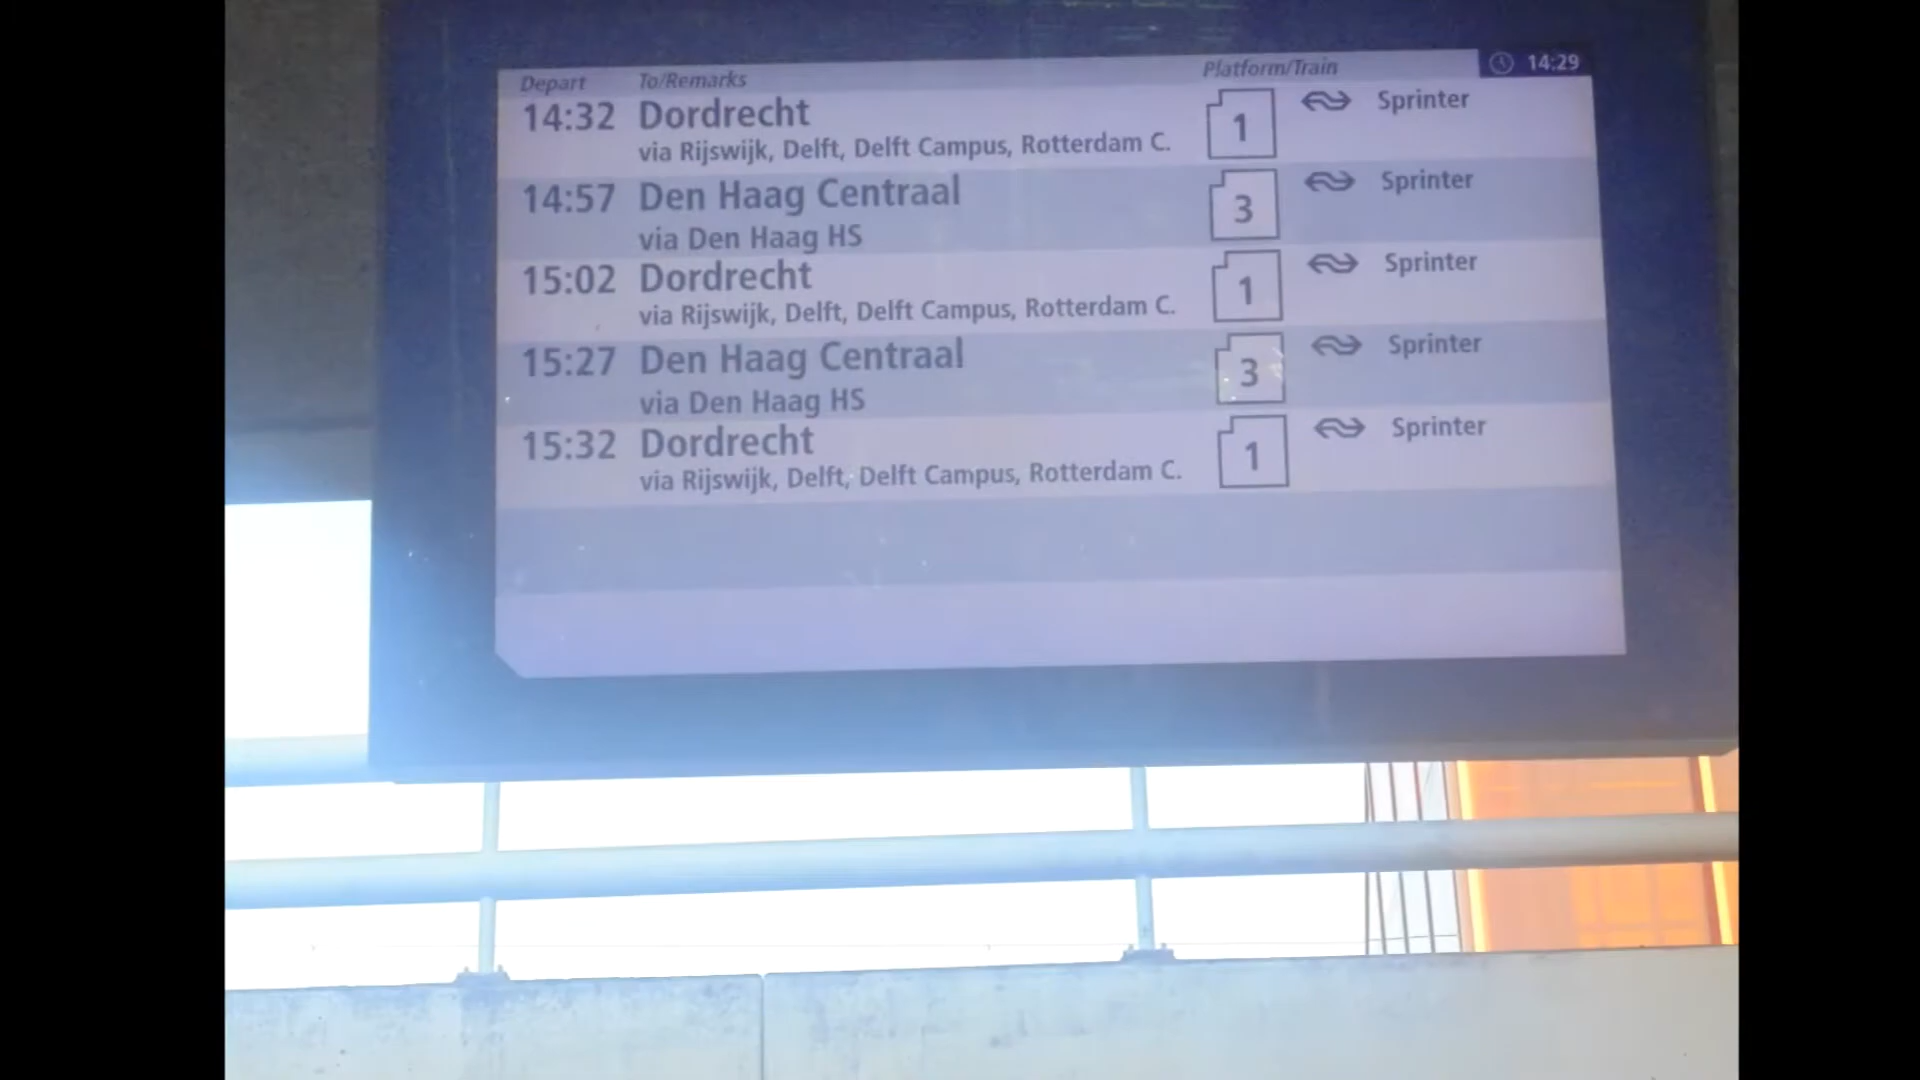 Depart To/Remarks Platform/Train 14:29
14:32 Dordrecht 1 Sprinter
via Rijswijk, Delft, Delft Campus, Rotterdam C.
14:57 Den Haag Centraal 3 Sprinter
via Den Haag HS
15:02 Dordrecht 1 Sprinter
via Rijswijk, Delft, Delft Campus, Rotterdam C.
15:27 Den Haag Centraal 3 Sprinter
via Den Haag HS
15:32 Dordrecht 1 Sprinter
via Rijswijk, Delft, Delft Campus, Rotterdam C.